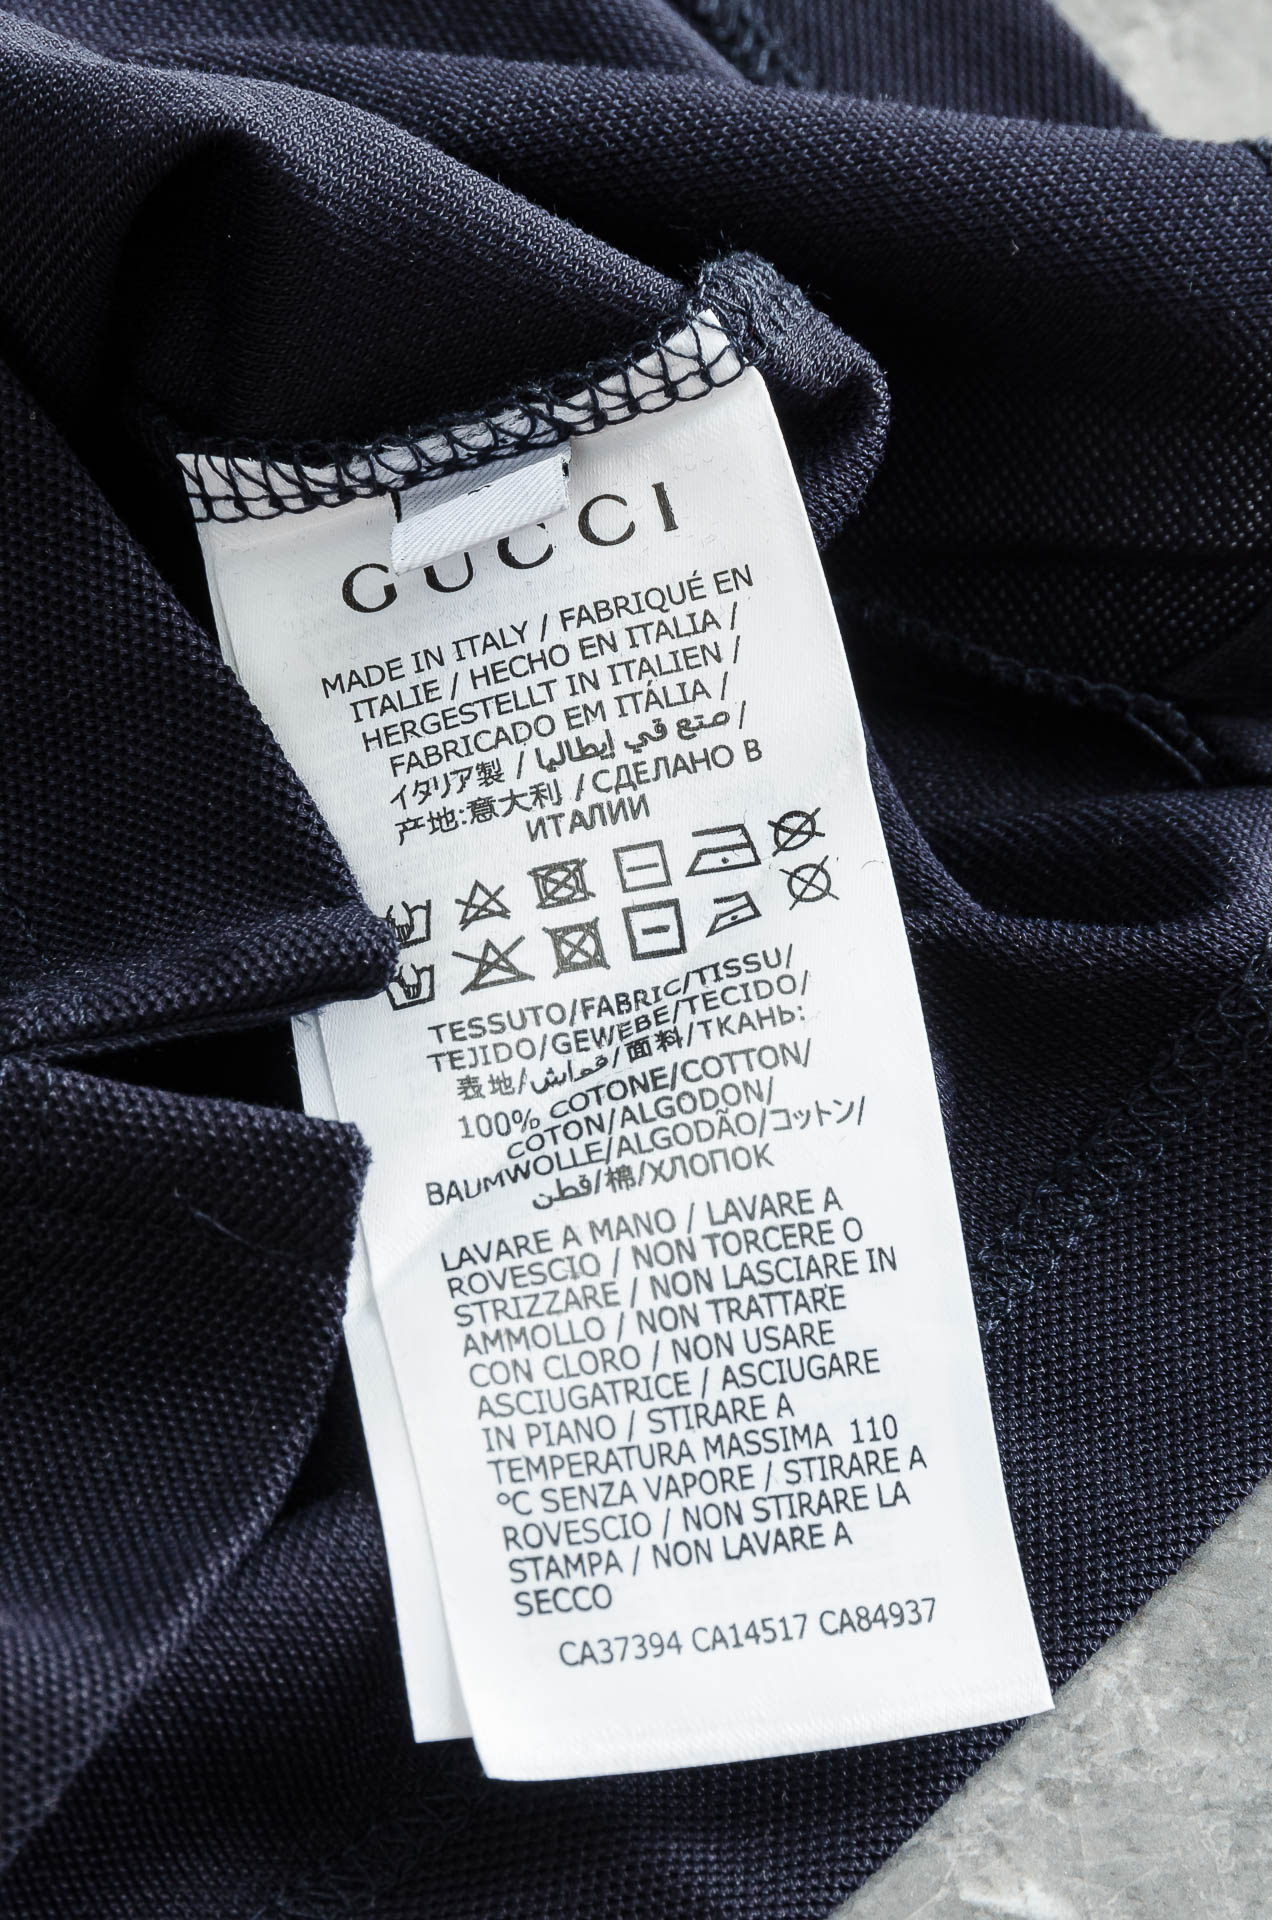 GUCCI
MADE IN ITALY / FABRIQUÉ EN
ITALIE / HECHO EN ITALIA /
HERGESTELLT IN ITALIEN /
FABRICADO EM ITÁLIA /
イタリア製 / صتع في إيطاليا /
产地:意大利 / СДЕЛАНО В
ИТАЛИИ
TESSUTO/FABRIC/TISSU/
TEJIDO/GEWEBE/TECIDO/
表地/قماش/面料/ТКАНЬ:
100% COTONE/COTTON/
COTON/ALGODON/
BAUMWOLLE/ALGODÃO/コットン/
قطن/棉/ХЛОПОК
LAVARE A MANO / LAVARE A
ROVESCIO / NON TORCERE O
STRIZZARE / NON LASCIARE IN
AMMOLLO / NON TRATTARE
CON CLORO / NON USARE
ASCIUGATRICE / ASCIUGARE
IN PIANO / STIRARE A
TEMPERATURA MASSIMA 110
°C SENZA VAPORE / STIRARE A
ROVESCIO / NON STIRARE LA
STAMPA / NON LAVARE A
SECCO
CA37394 CA14517 CA84937